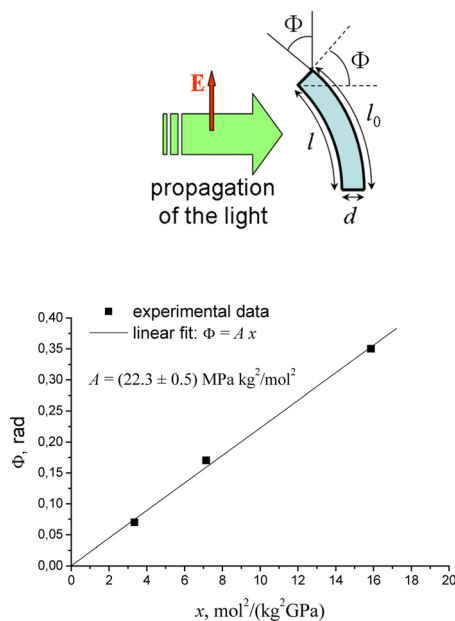 Φ
Φ
E
l
l₀
propagation
of the light
d
experimental data
linear fit: Φ = A x
A = (22.3 ± 0.5) MPa kg²/mol²
0,40
0,35
0,30
0,25
0,20
0,15
0,10
0,05
0,00
Φ, rad
0 2 4 6 8 10 12 14 16 18 20
x, mol²/(kg²GPa)